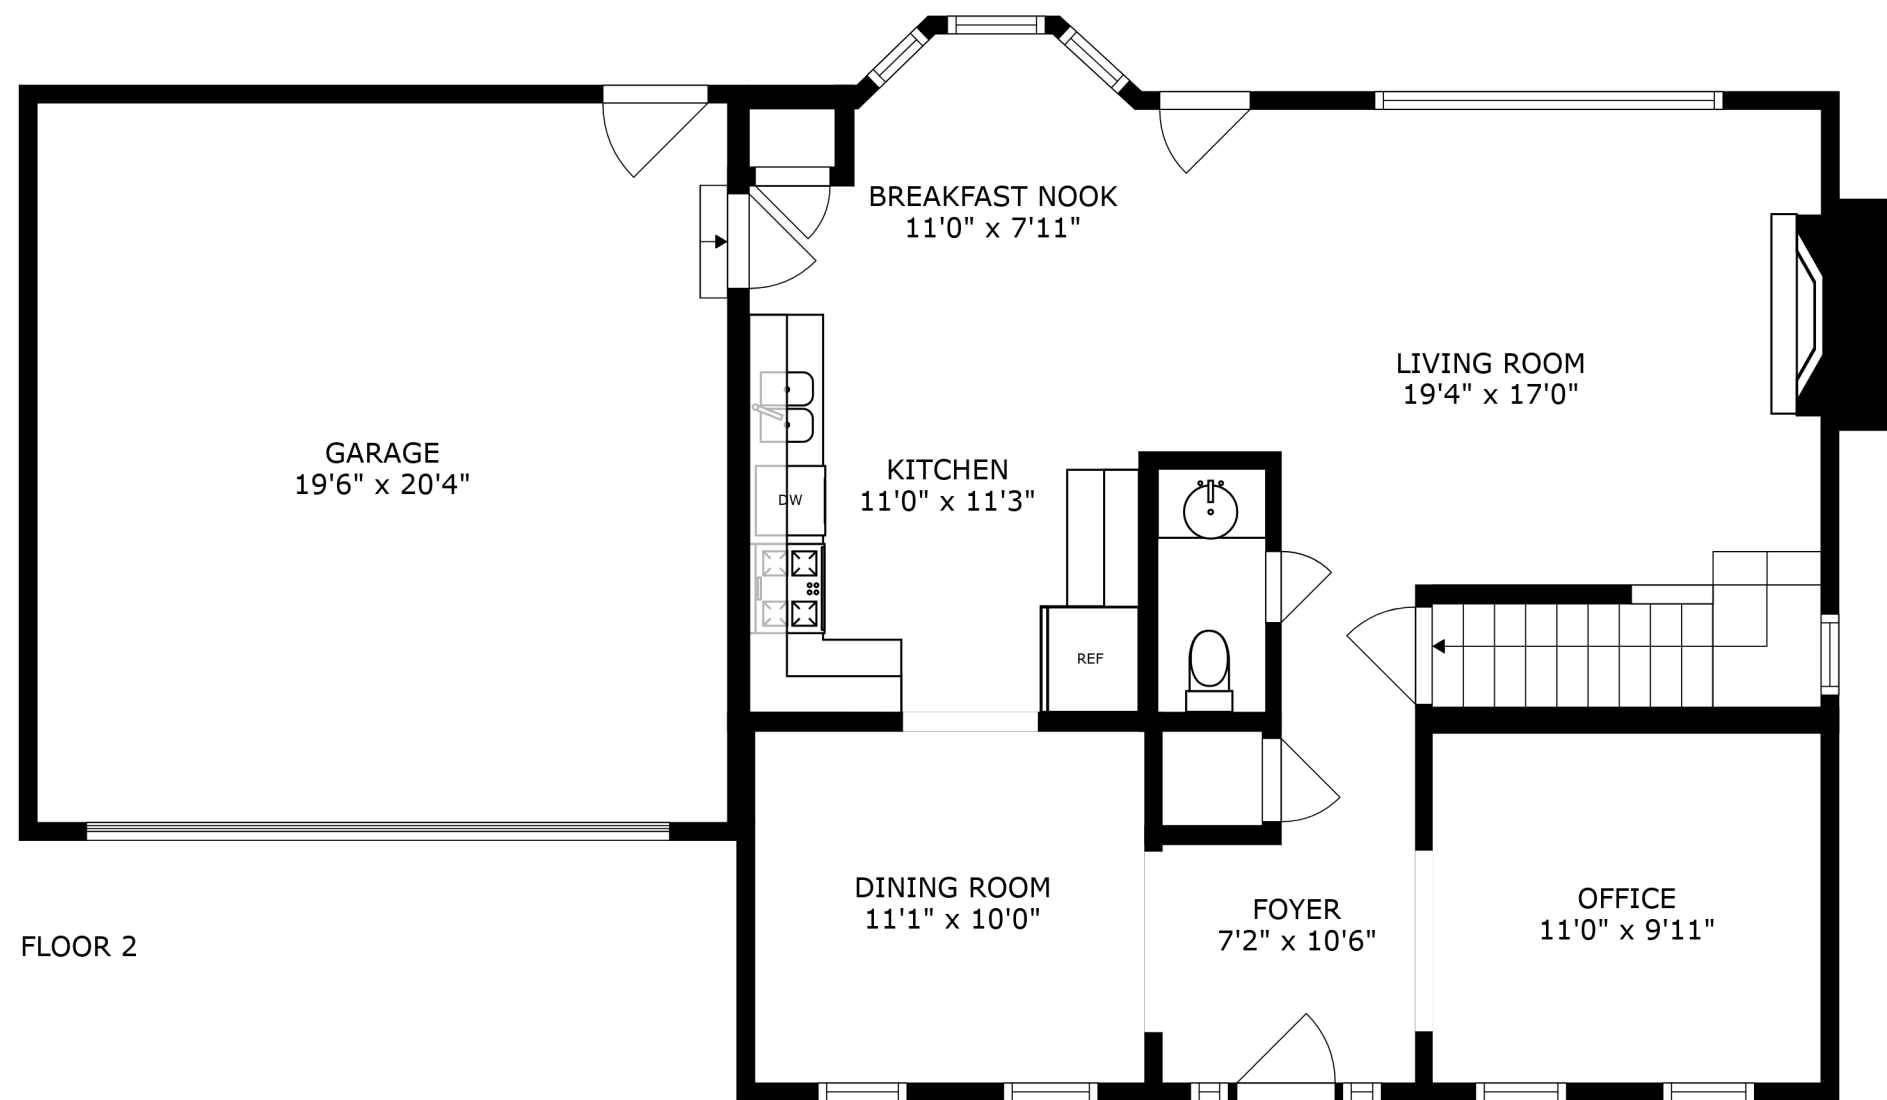 BREAKFAST NOOK
11'0" x 7'11"
LIVING ROOM
19'4" x 17'0"
GARAGE
19'6" x 20'4"
KITCHEN
11'0" x 11'3"
DW
REF
DINING ROOM
11'1" x 10'0"
FOYER
7'2" x 10'6"
OFFICE
11'0" x 9'11"
FLOOR 2